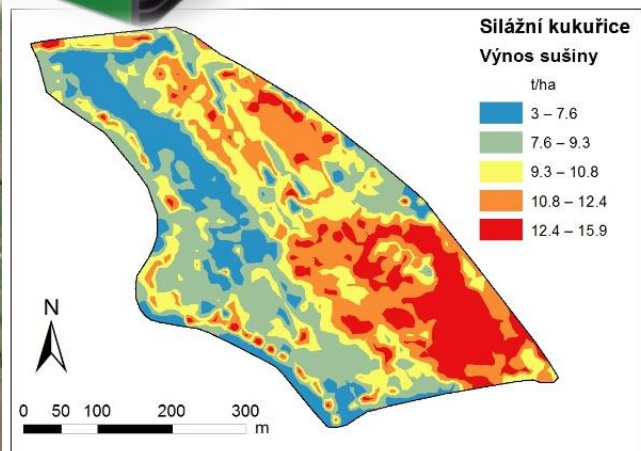 Silážní kukuřice
Výnos sušiny
t/ha
3 – 7.6
7.6 – 9.3
9.3 – 10.8
10.8 – 12.4
12.4 – 15.9
N
0 50 100 200 300
m